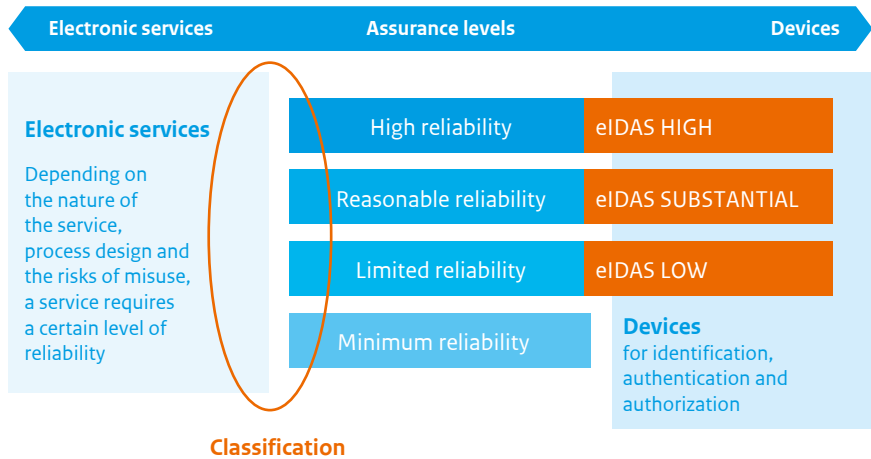 Electronic services
Assurance levels
Devices
Electronic services
Depending on
the nature of
the service,
process design and
the risks of misuse,
a service requires
a certain level of
reliability
High reliability
eIDAS HIGH
Reasonable reliability
eIDAS SUBSTANTIAL
Limited reliability
eIDAS LOW
Minimum reliability
Devices
for identification,
authentication and
authorization
Classification